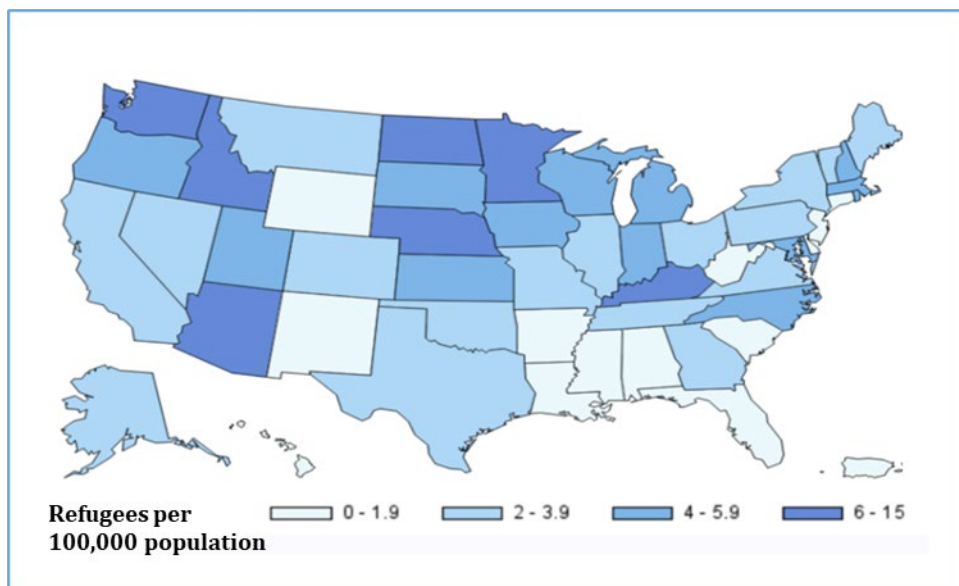 Refugees per 0 - 1.9 2 - 3.9 4 - 5.9 6 - 15
100,000 population